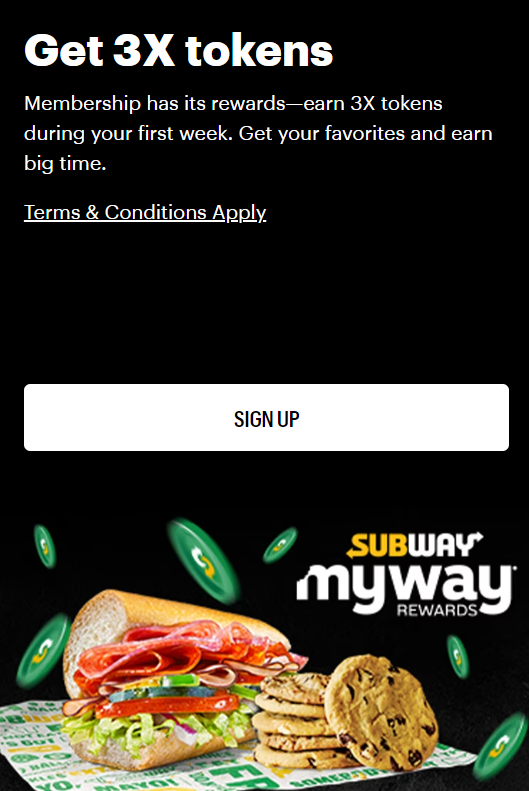 Get 3X tokens
Membership has its rewards—earn 3X tokens
during your first week. Get your favorites and earn
big time.
Terms & Conditions Apply
SIGN UP
SUBWAY
myway
REWARDS
MAYO!